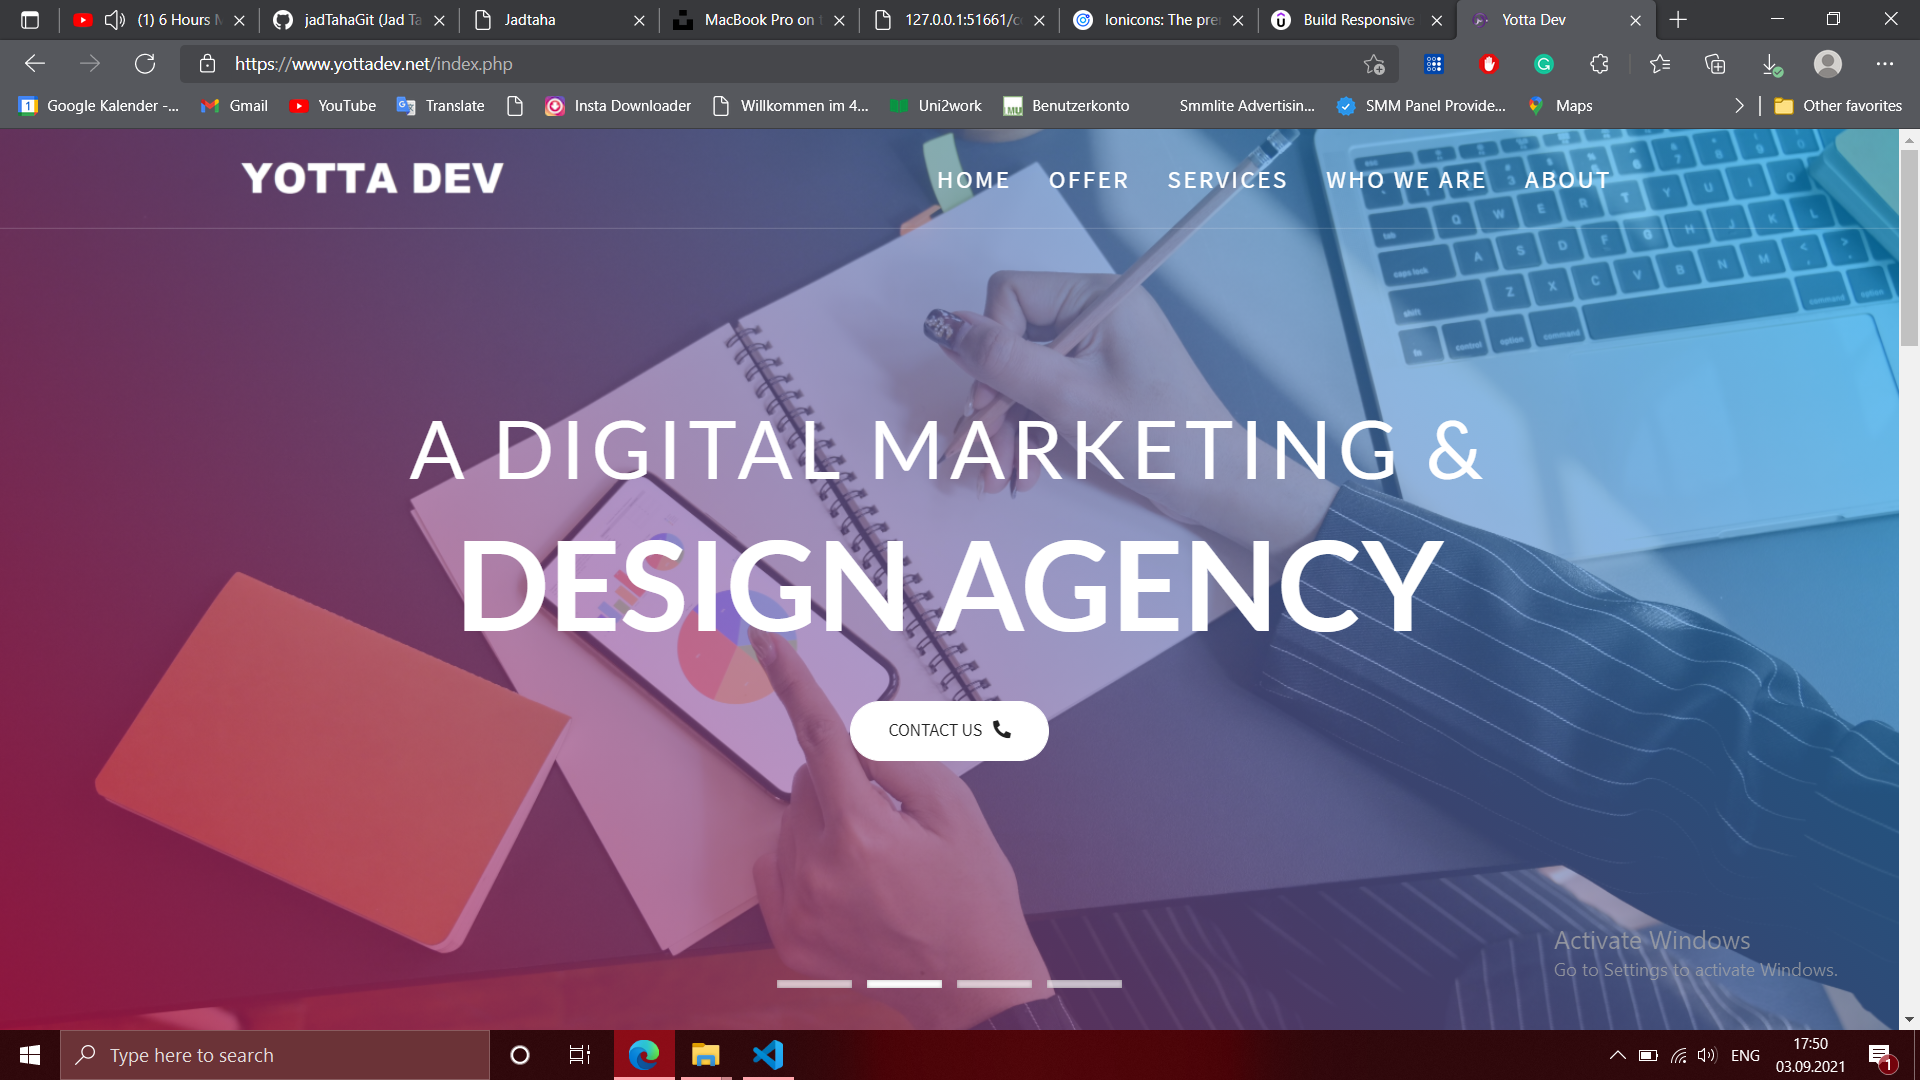 (1) 6 Hours
jadTahaGit (Jad Ta
Jadtaha
MacBook Pro on
127.0.0.1:51661/c
Ionicons: The pre
Build Responsive
Yotta Dev
https://www.yottadev.net/index.php
Google Kalender -...
Gmail
YouTube
Translate
Insta Downloader
Willkommen im 4...
Uni2work
Benutzerkonto
Smmlite Advertisin...
SMM Panel Provide...
Maps
Other favorites
YOTTA DEV
HOME
OFFER
SERVICES
WHO WE ARE
ABOUT
A DIGITAL MARKETING &
DESIGN AGENCY
CONTACT US
Activate Windows
Go to Settings to activate Windows.
Type here to search
ENG
17:50
03.09.2021
1